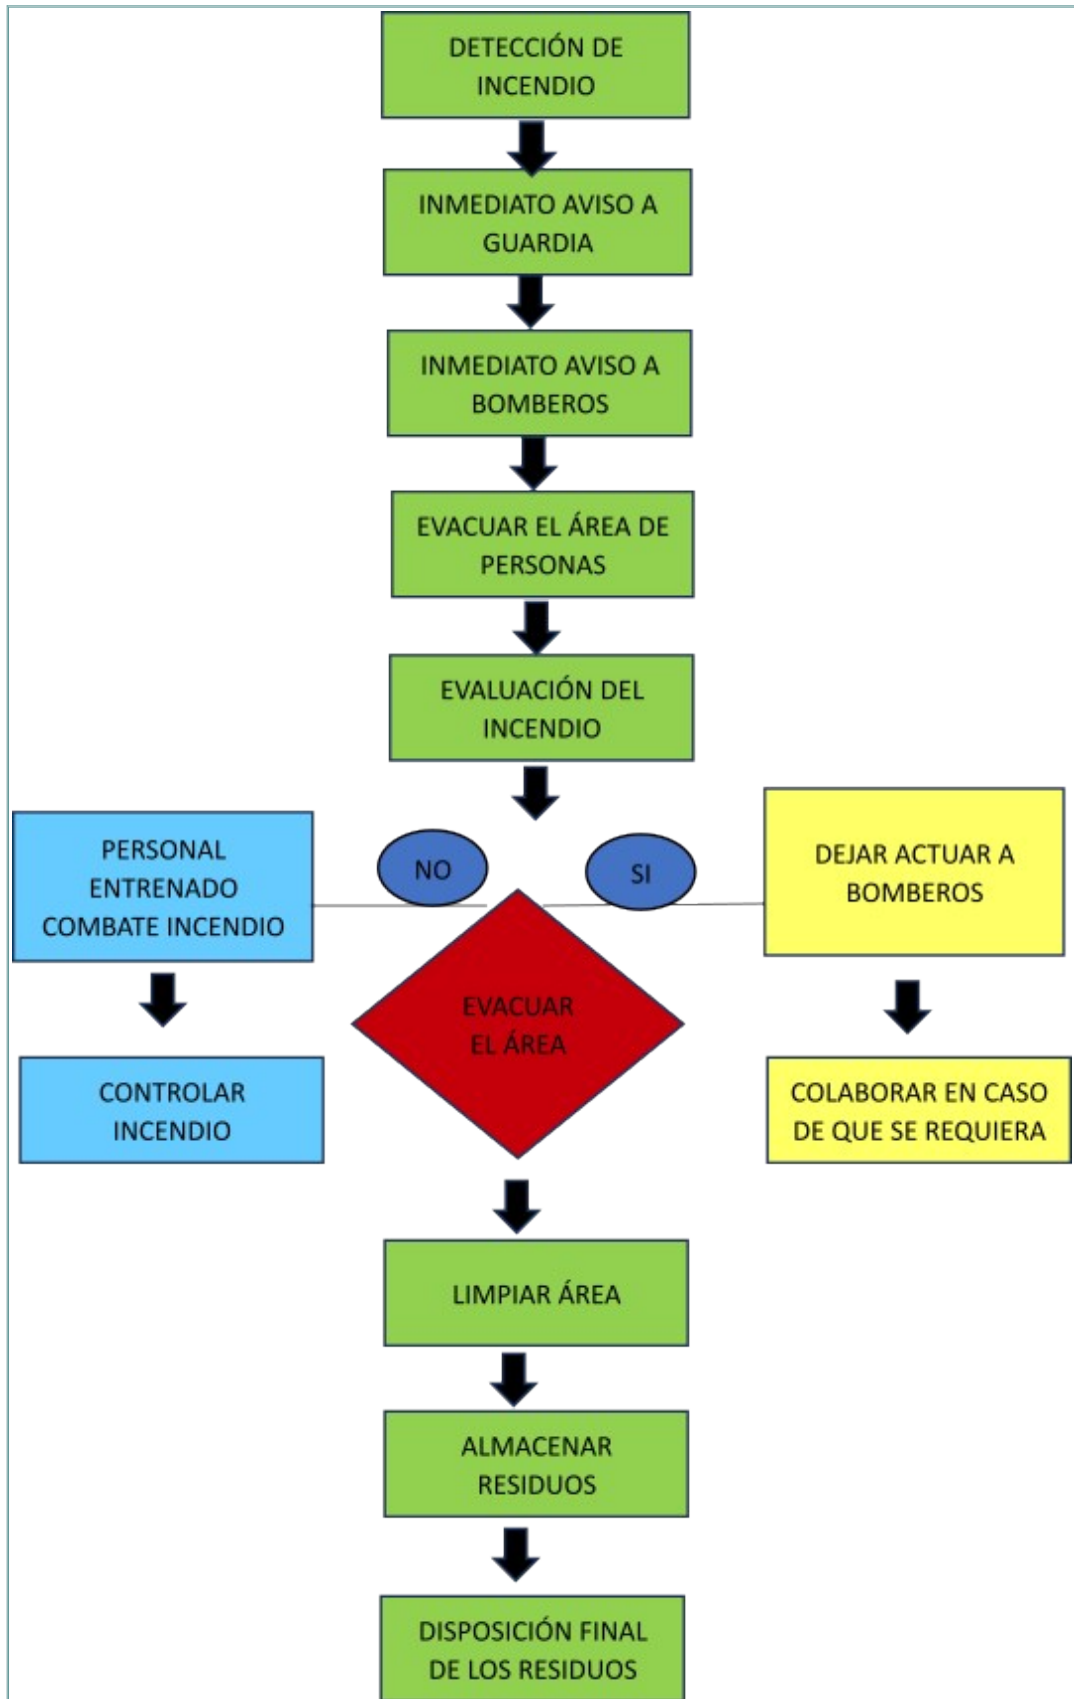 DETECCIÓN DE
INCENDIO
INMEDIATO AVISO A
GUARDIA
INMEDIATO AVISO A
BOMBEROS
EVACUAR EL ÁREA DE
PERSONAS
EVALUACIÓN DEL
INCENDIO
PERSONAL
ENTRENADO
COMBATE INCENDIO
NO
SI
DEJAR ACTUAR A
BOMBEROS
EVACUAR
EL ÁREA
CONTROLAR
INCENDIO
COLABORAR EN CASO
DE QUE SE REQUIERA
LIMPIAR ÁREA
ALMACENAR
RESIDUOS
DISPOSICIÓN FINAL
DE LOS RESIDUOS